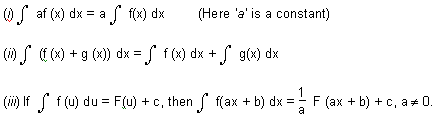 (i) ∫ af (x) dx = a ∫ f(x) dx (Here 'a' is a constant)
(ii) ∫ (f (x) + g (x)) dx = ∫ f (x) dx + ∫ g(x) dx
(iii) If ∫ f (u) du = F(u) + c, then ∫ f(ax + b) dx = 1/a F (ax + b) + c, a ≠ 0.